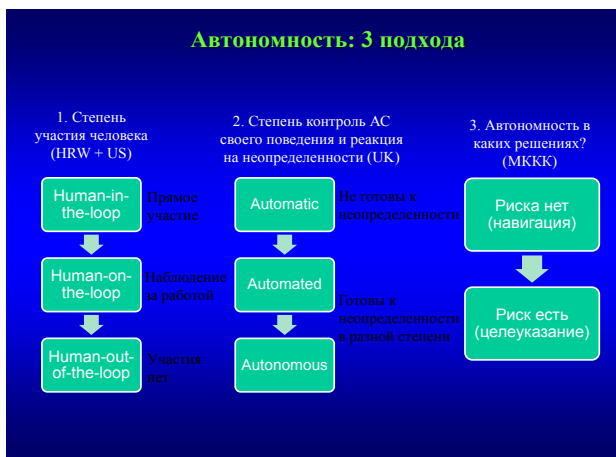 Автономность: 3 подхода
1. Степень
участия человека
(HRW + US)
Human-in-
the-loop
Прямое
участие
Human-on-
the-loop
Наблюдение
за работой
Human-out-
of-the-loop
Участия
нет
2. Степень контроль АС
своего поведения и реакция
на неопределенности (UK)
Automatic
Не готовы к
неопределенности
Automated
Готовы к
неопределенности
в разной степени
Autonomous
3. Автономность в
каких решениях?
(МККК)
Риска нет
(навигация)
Риск есть
(целеуказание)